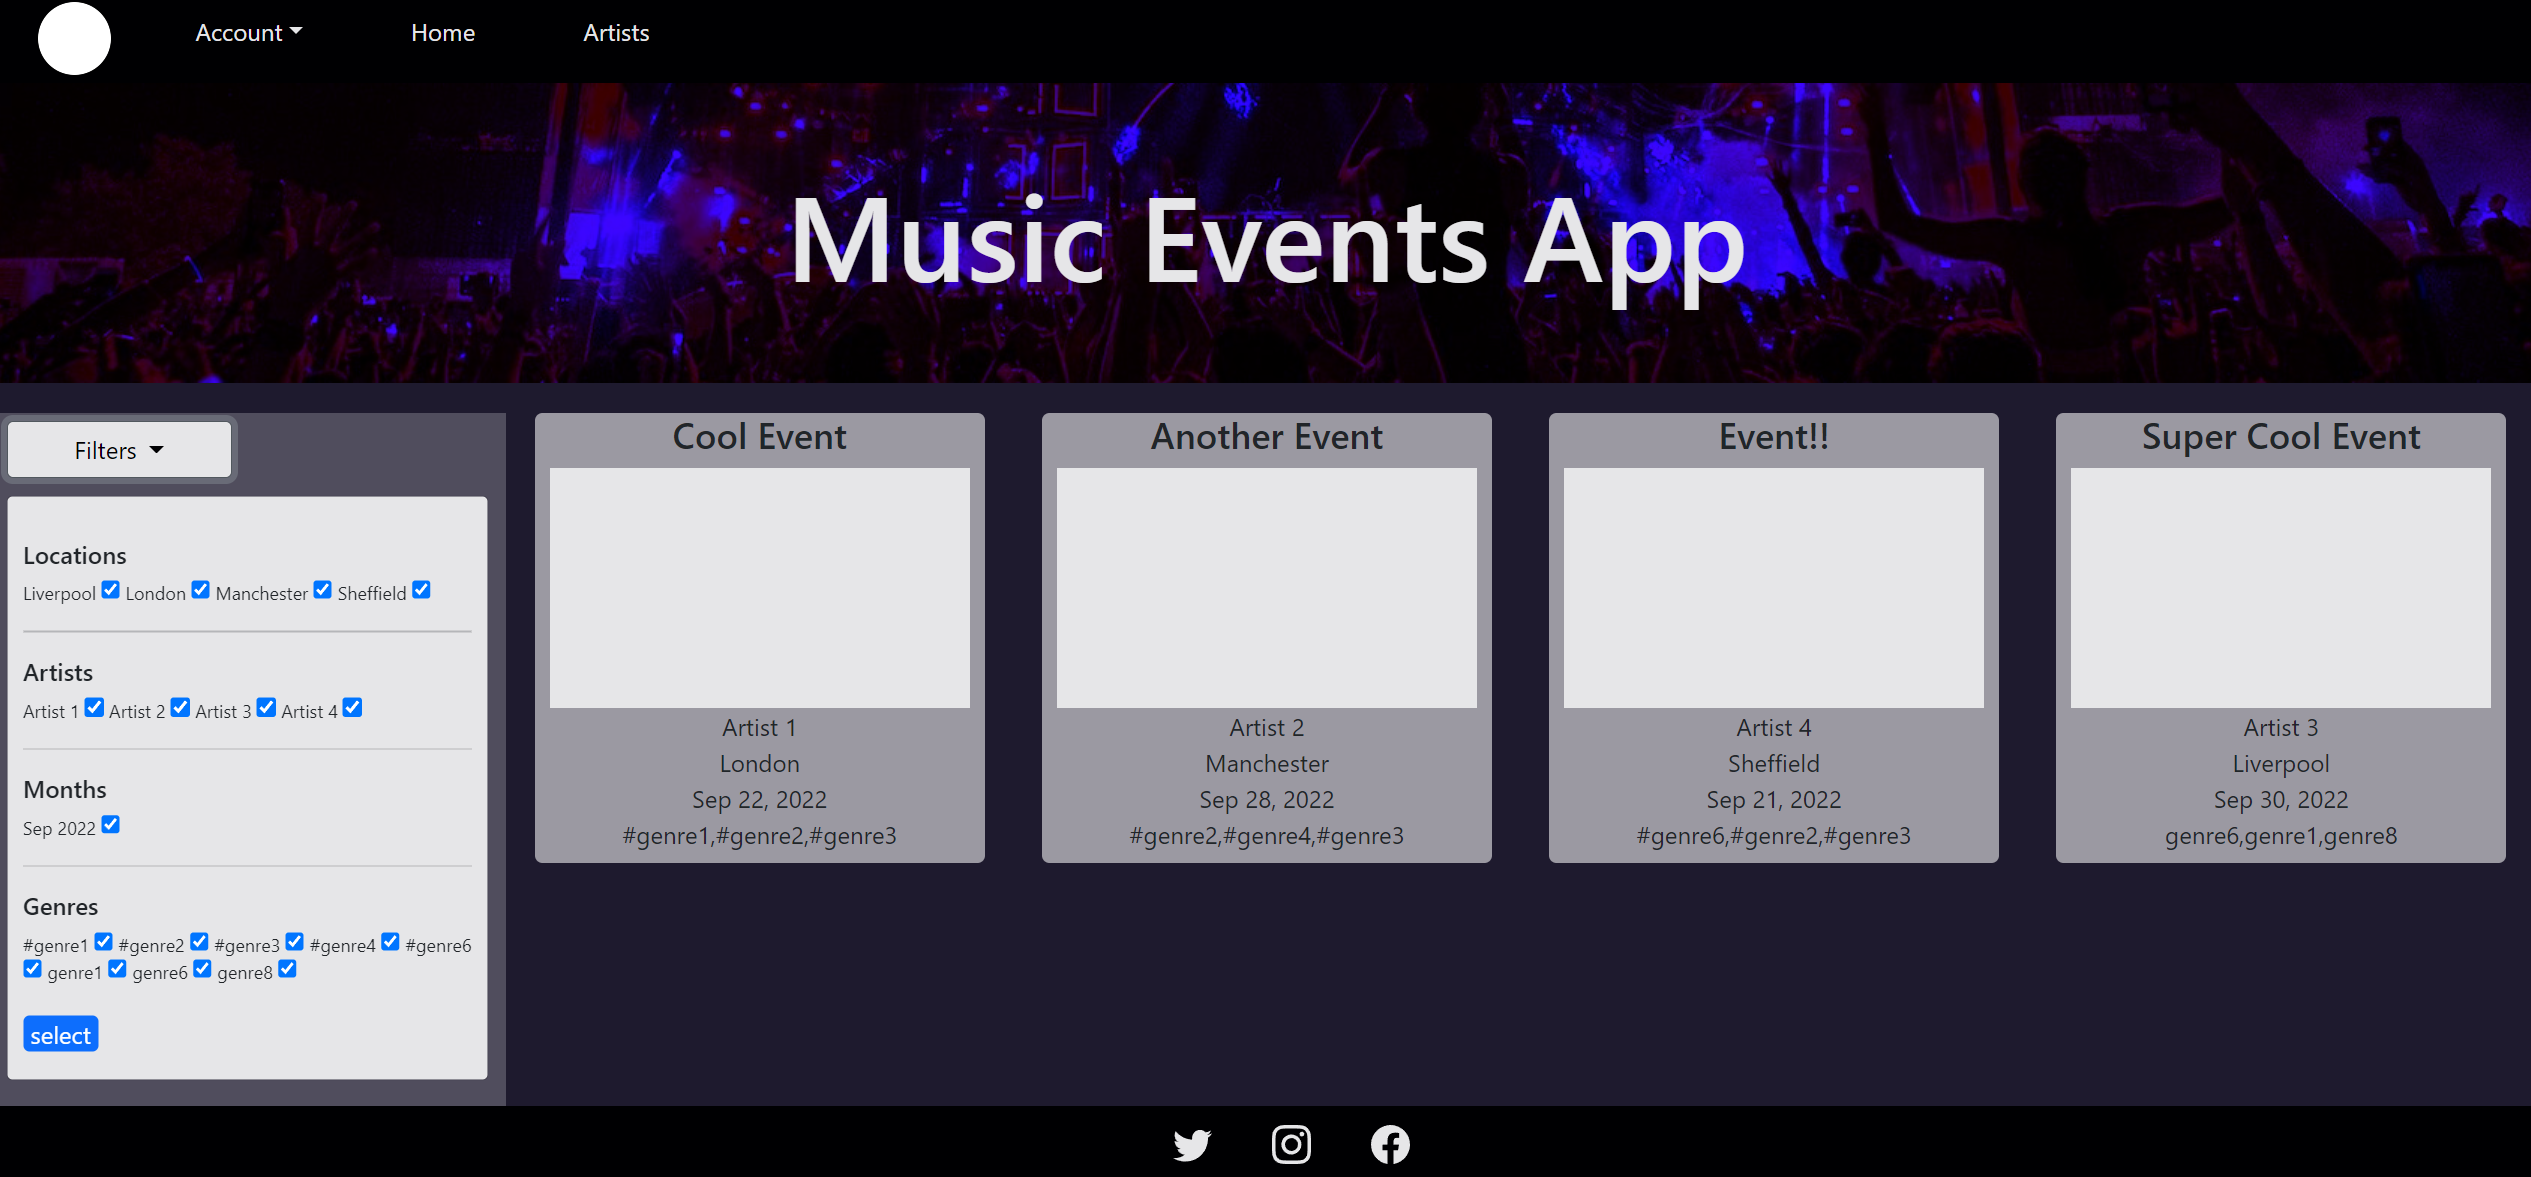 Account Home Artists
Music Events App
Filters
Locations
Liverpool London Manchester Sheffield
Artists
Artist 1 Artist 2 Artist 3 Artist 4
Months
Sep 2022
Genres
#genre1 #genre2 #genre3 #genre4 #genre6
genre1 genre6 genre8
select
Cool Event
Artist 1
London
Sep 22, 2022
#genre1,#genre2,#genre3
Another Event
Artist 2
Manchester
Sep 28, 2022
#genre2,#genre4,#genre3
Event!!
Artist 4
Sheffield
Sep 21, 2022
#genre6,#genre2,#genre3
Super Cool Event
Artist 3
Liverpool
Sep 30, 2022
genre6,genre1,genre8